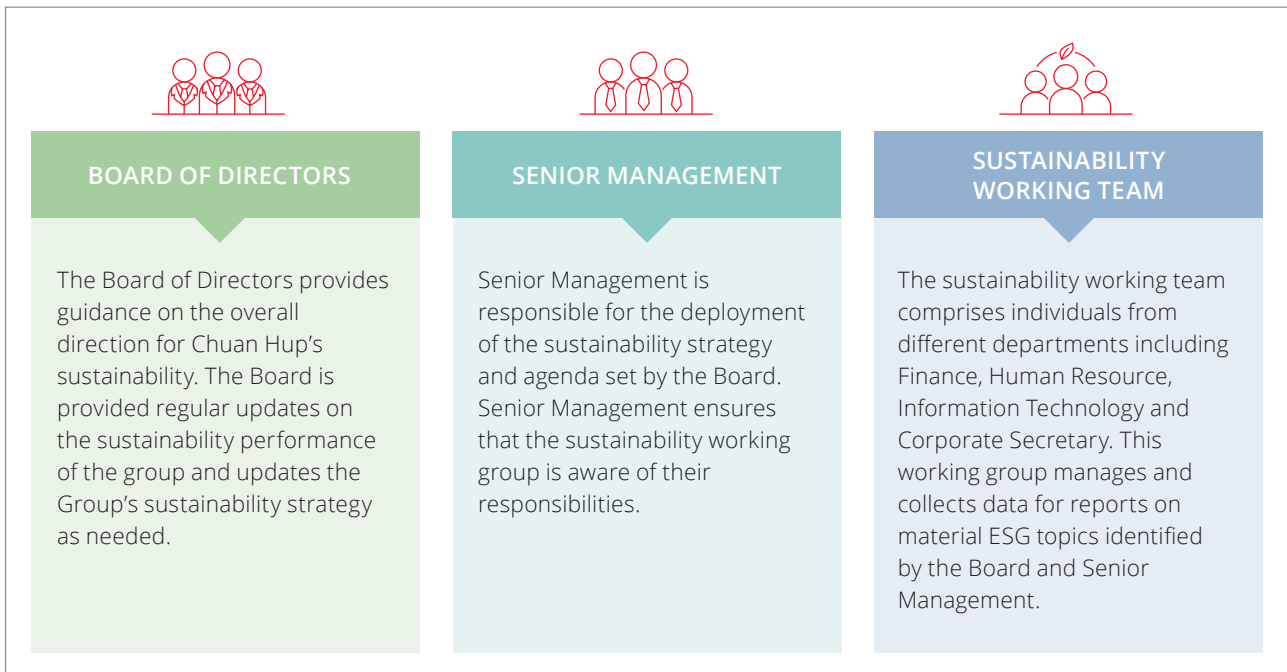 BOARD OF DIRECTORS
The Board of Directors provides
guidance on the overall
direction for Chuan Hup’s
sustainability. The Board is
provided regular updates on
the sustainability performance
of the group and updates the
Group’s sustainability strategy
as needed.
SENIOR MANAGEMENT
Senior Management is
responsible for the deployment
of the sustainability strategy
and agenda set by the Board.
Senior Management ensures
that the sustainability working
group is aware of their
responsibilities.
SUSTAINABILITY
WORKING TEAM
The sustainability working team
comprises individuals from
different departments including
Finance, Human Resource,
Information Technology and
Corporate Secretary. This
working group manages and
collects data for reports on
material ESG topics identified
by the Board and Senior
Management.